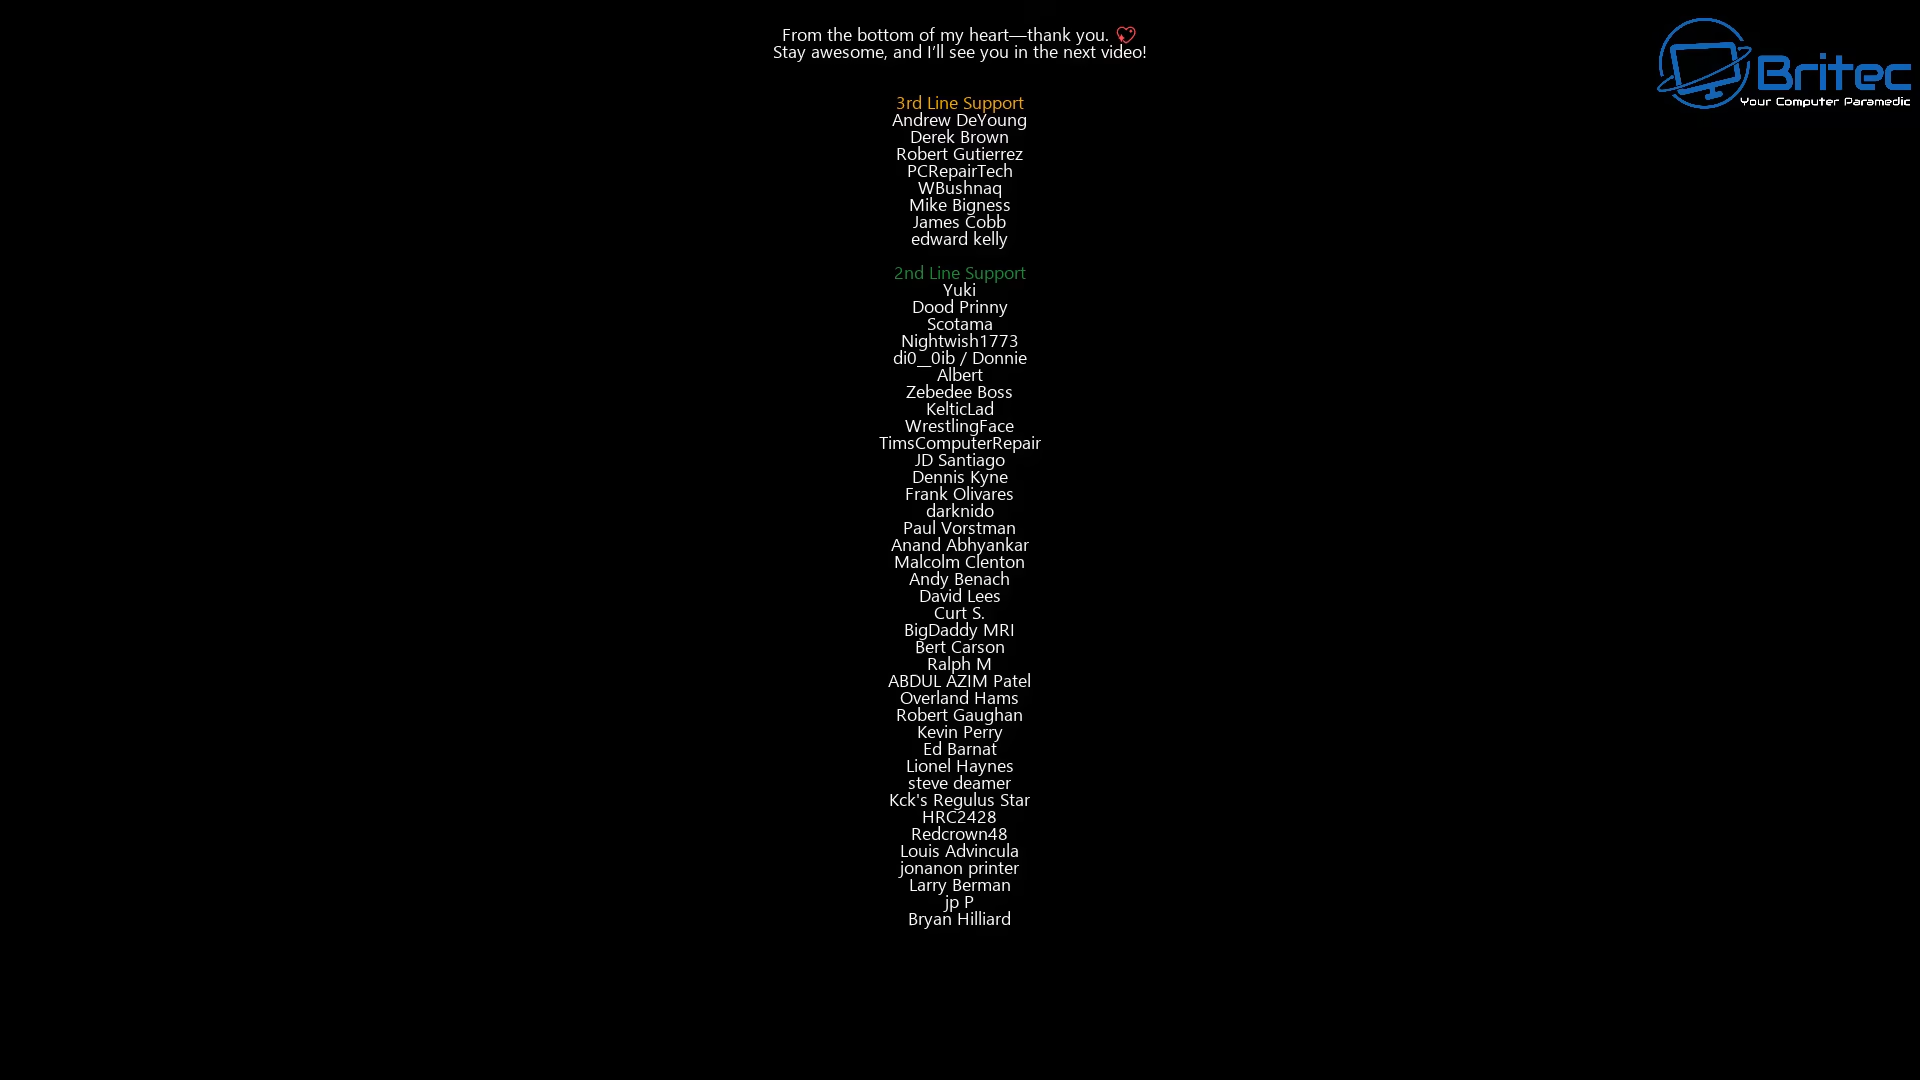 From the bottom of my heart—thank you. 💖
Stay awesome, and I'll see you in the next video!
Britec
Your Computer Paramedic
3rd Line Support
Andrew DeYoung
Derek Brown
Robert Gutierrez
PCRepairTech
WBushnaq
Mike Bigness
James Cobb
edward kelly
2nd Line Support
Yuki
Dood Prinny
Scotama
Nightwish1773
di0__0ib / Donnie
Albert
Zebedee Boss
KelticLad
WrestlingFace
TimsComputerRepair
JD Santiago
Dennis Kyne
Frank Olivares
darknido
Paul Vorstman
Anand Abhyankar
Malcolm Clenton
Andy Benach
David Lees
Curt S.
BigDaddy MRI
Bert Carson
Ralph M
ABDUL AZIM Patel
Overland Hams
Robert Gaughan
Kevin Perry
Ed Barnat
Lionel Haynes
steve deamer
Kck's Regulus Star
HRC2428
Redcrown48
Louis Advincula
jonanon printer
Larry Berman
jp P
Bryan Hilliard